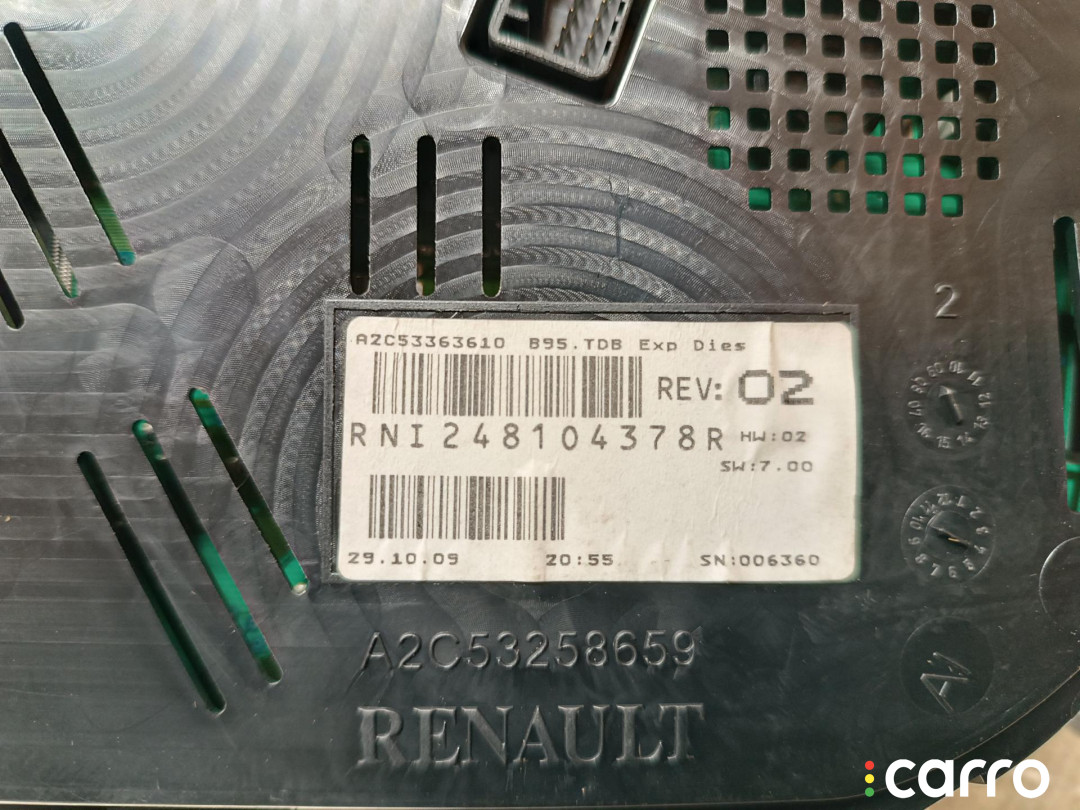 2
A2C53363610 B95.TDB Exp Dies
REV: 02
RNI248104378R HW:02
SW:7.00
29.10.09 20:55 SN:006360
A2C53258659
RENAULT
carro